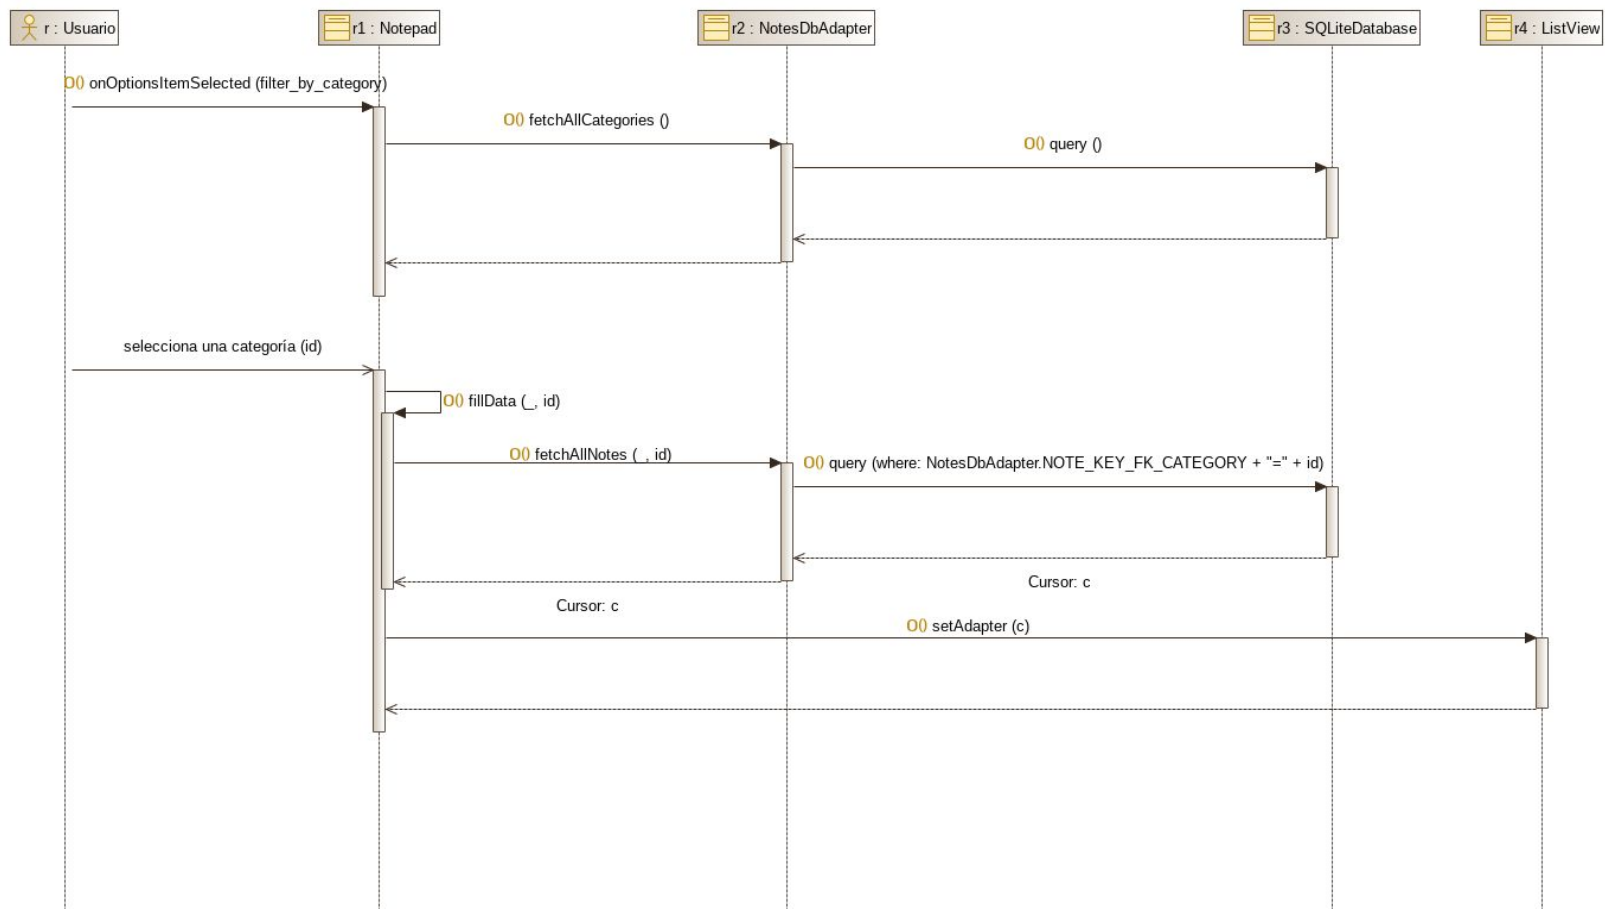 r : Usuario
r1 : Notepad
r2 : NotesDbAdapter
r3 : SQLiteDatabase
r4 : ListView
O() onOptionsItemSelected (filter_by_category)
O() fetchAllCategories ()
O() query ()
selecciona una categoría (id)
O() fillData (_, id)
O() fetchAllNotes (_, id)
O() query (where: NotesDbAdapter.NOTE_KEY_FK_CATEGORY + "=" + id)
Cursor: c
Cursor: c
O() setAdapter (c)